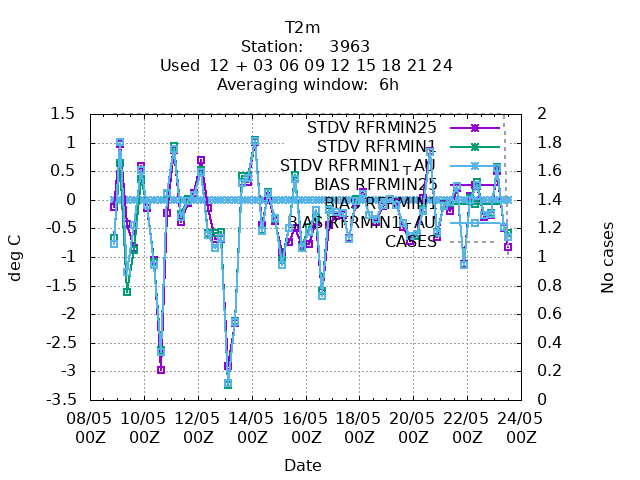 T2m
Station: 3963
Used 12 + 03 06 09 12 15 18 21 24
Averaging window: 6h
STDV RFRMIN25
STDV RFRMIN1
STDV RFRMIN1_AU
BIAS RFRMIN25
BIAS RFRMIN1
BIAS RFRMIN1_AU
CASES
deg C
1.5
1
0.5
0
-0.5
-1
-1.5
-2
-2.5
-3
-3.5
No cases
2
1.8
1.6
1.4
1.2
1
0.8
0.6
0.4
0.2
0
08/05 10/05 12/05 14/05 16/05 18/05 20/05 22/05 24/05
00Z 00Z 00Z 00Z 00Z 00Z 00Z 00Z 00Z
Date